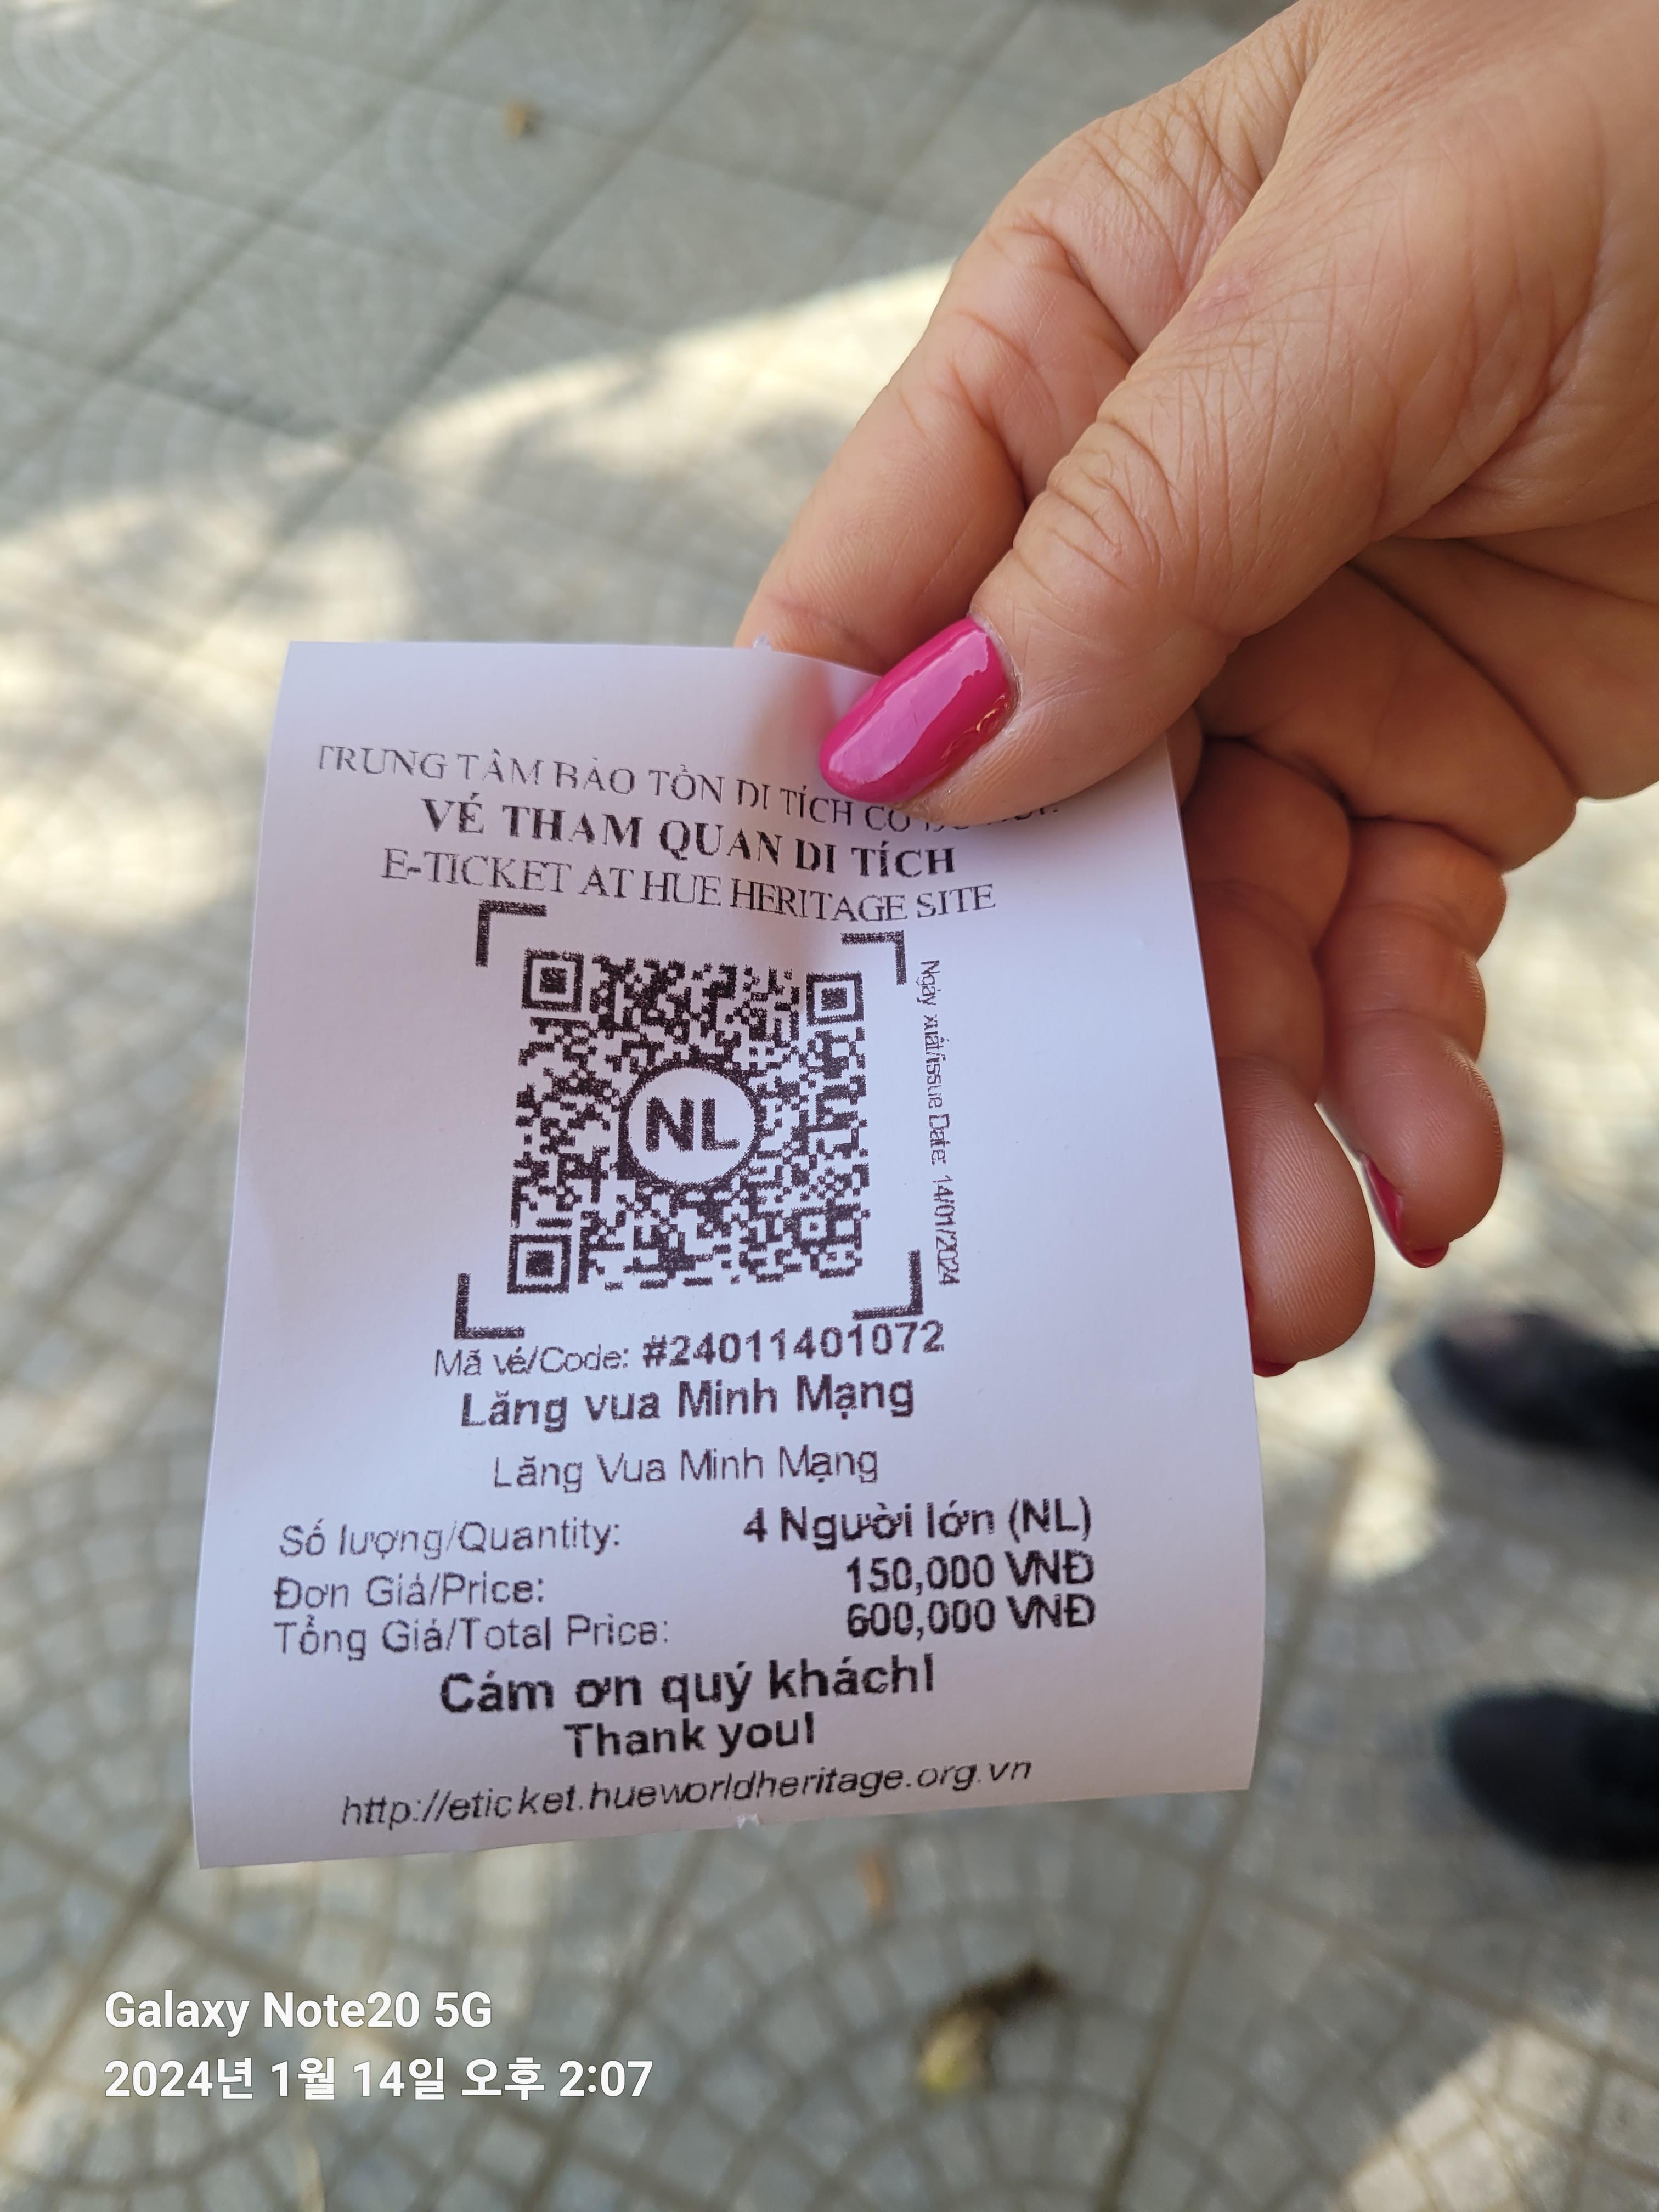 TRUNG TÂM BẢO TỒN DI TÍCH CỐ
VÉ THAM QUAN DI TÍCH
E-TICKET AT HUE HERITAGE SITE
NL
Ngày xuất/issue Date: 14/01/2024
Mã vé/Code: #24011401072
Lăng vua Minh Mạng
Lăng Vua Minh Mạng
Số lượng/Quantity: 4 Người lớn (NL)
Đơn Giá/Price: 150,000 VNĐ
Tổng Giá/Total Price: 600,000 VNĐ
Cám ơn quý khách!
Thank you!
http://eticket.hueworldheritage.org.vn
Galaxy Note20 5G
2024년 1월 14일 오후 2:07